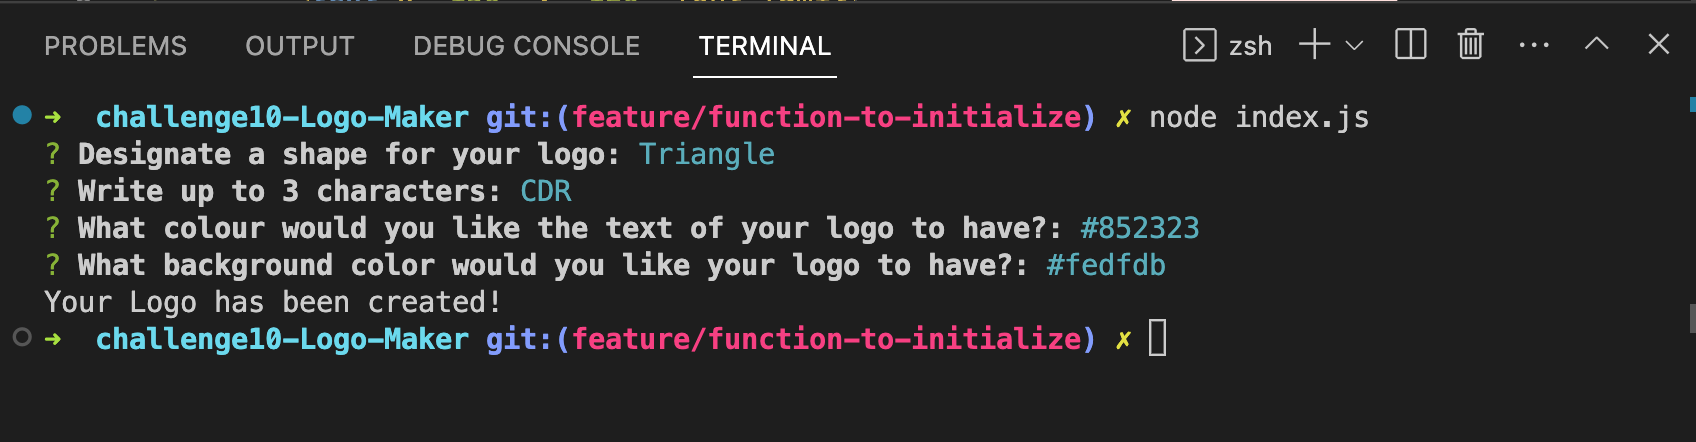 PROBLEMS OUTPUT DEBUG CONSOLE TERMINAL zsh
➜ challenge10-Logo-Maker git:(feature/function-to-initialize) ✗ node index.js
? Designate a shape for your logo: Triangle
? Write up to 3 characters: CDR
? What colour would you like the text of your logo to have?: #852323
? What background color would you like your logo to have?: #fedfdb
Your Logo has been created!
➜ challenge10-Logo-Maker git:(feature/function-to-initialize) ✗